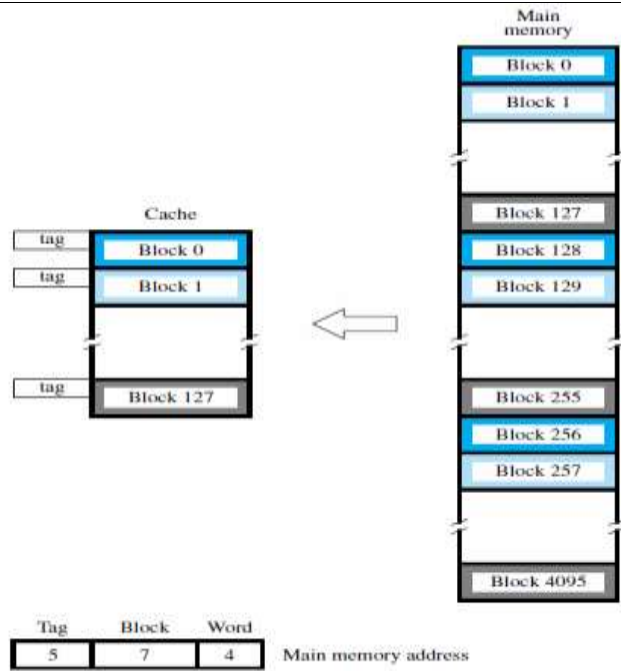 Main
memory
Block 0
Block 1
Block 127
Block 128
Block 129
Block 255
Block 256
Block 257
Block 4095
Cache
tag
Block 0
tag
Block 1
tag
Block 127
Tag Block Word
5 7 4 Main memory address